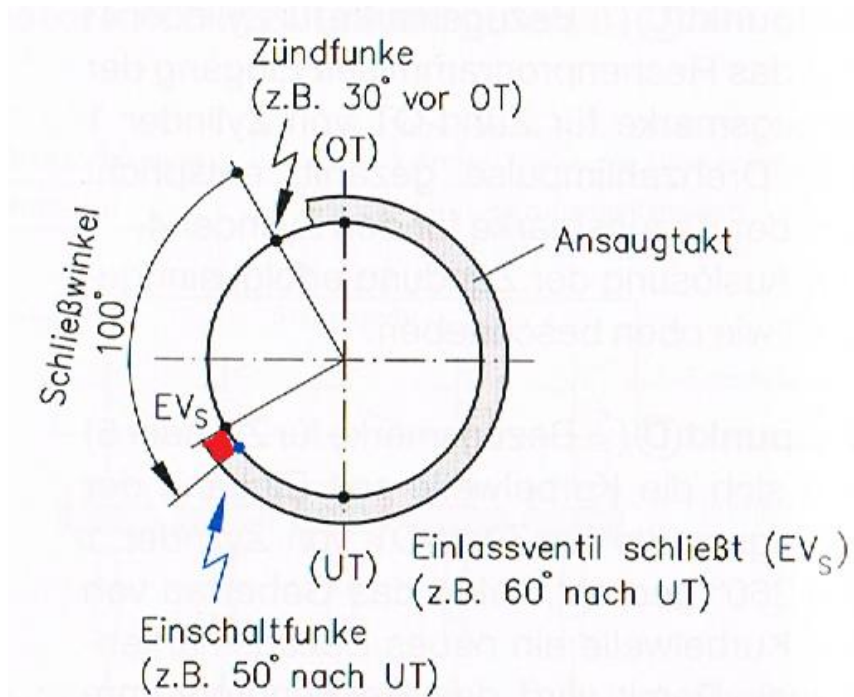 Zündfunke
(z.B. 30° vor OT)
(OT)
Ansaugtakt
Schließwinkel
100°
EVₛ
(UT)
Einlassventil schließt (EVₛ)
(z.B. 60° nach UT)
Einschaltfunke
(z.B. 50° nach UT)